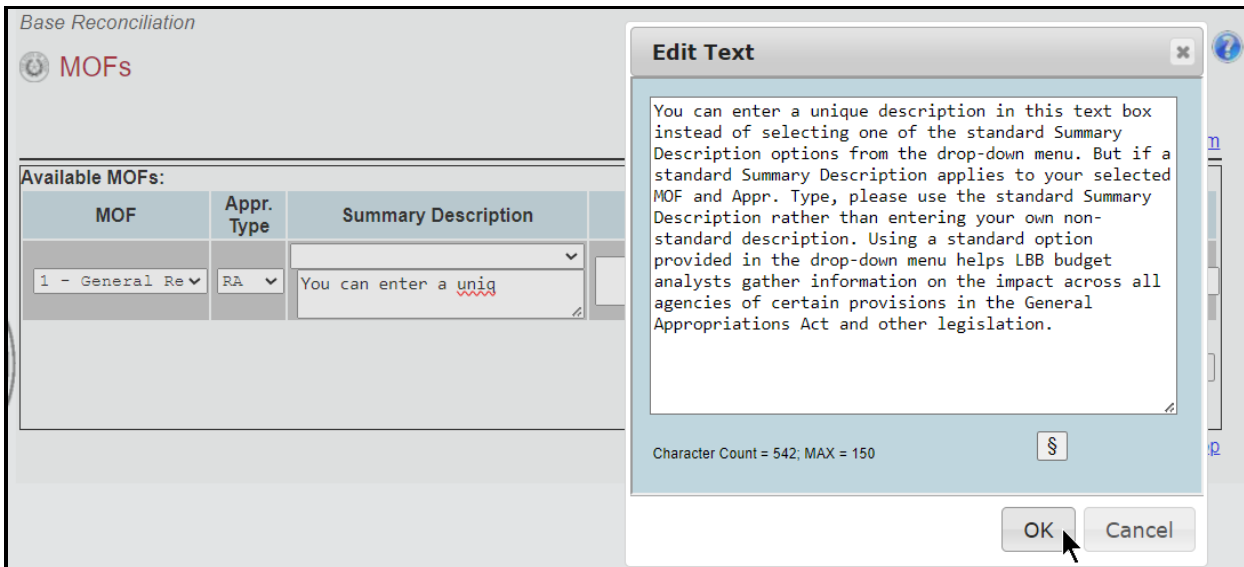 Base Reconciliation
MOFs
Available MOFs:
MOF
Appr.
Type
Summary Description
1 - General Re
RA
You can enter a uniq
Edit Text
You can enter a unique description in this text box
instead of selecting one of the standard Summary
Description options from the drop-down menu. But if a
standard Summary Description applies to your selected
MOF and Appr. Type, please use the standard Summary
Description rather than entering your own non-
standard description. Using a standard option
provided in the drop-down menu helps LBB budget
analysts gather information on the impact across all
agencies of certain provisions in the General
Appropriations Act and other legislation.
Character Count = 542; MAX = 150
§
OK
Cancel
?
m
p